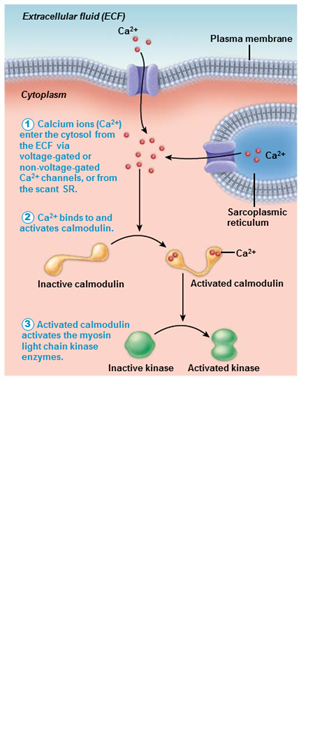 Extracellular fluid (ECF)
Ca2+
Plasma membrane
Cytoplasm
1 Calcium ions (Ca2+)
enter the cytosol from
the ECF via
voltage-gated or
non-voltage-gated
Ca2+ channels, or from
the scant SR.
Ca2+
Sarcoplasmic
reticulum
2 Ca2+ binds to and
activates calmodulin.
Ca2+
Inactive calmodulin
Activated calmodulin
3 Activated calmodulin
activates the myosin
light chain kinase
enzymes.
Inactive kinase
Activated kinase